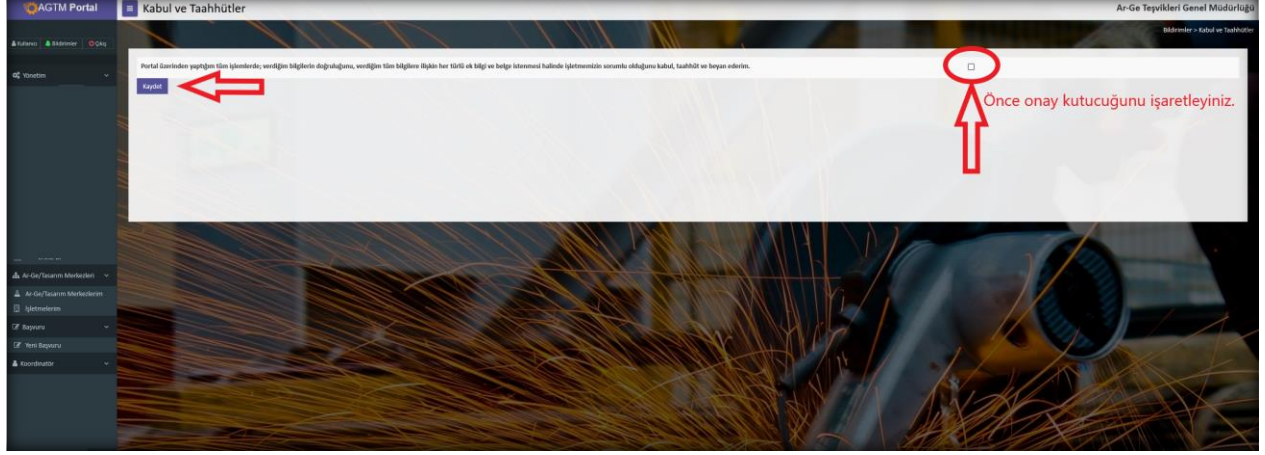 AGTM Portal
Kabul ve Taahhütler
Ar-Ge Teşvikleri Genel Müdürlüğü
Kullanıcı Bildirimler Çıkış
Bildirimler > Kabul ve Taahhütler
Yönetim
Portal üzerinden yaptığım tüm işlemlerde; verdiğim bilgilerin doğruluğunu, verdiğim tüm bilgilere ilişkin her türlü ek bilgi ve belge istenmesi halinde işletmemizin sorumlu olduğunu kabul, taahhüt ve beyan ederim.
Kaydet
Önce onay kutucuğunu işaretleyiniz.
Ar-Ge/Tasarım Merkezleri
Ar-Ge/Tasarım Merkezlerim
İşletmelerim
Başvuru
Yeni Başvuru
Koordinatör